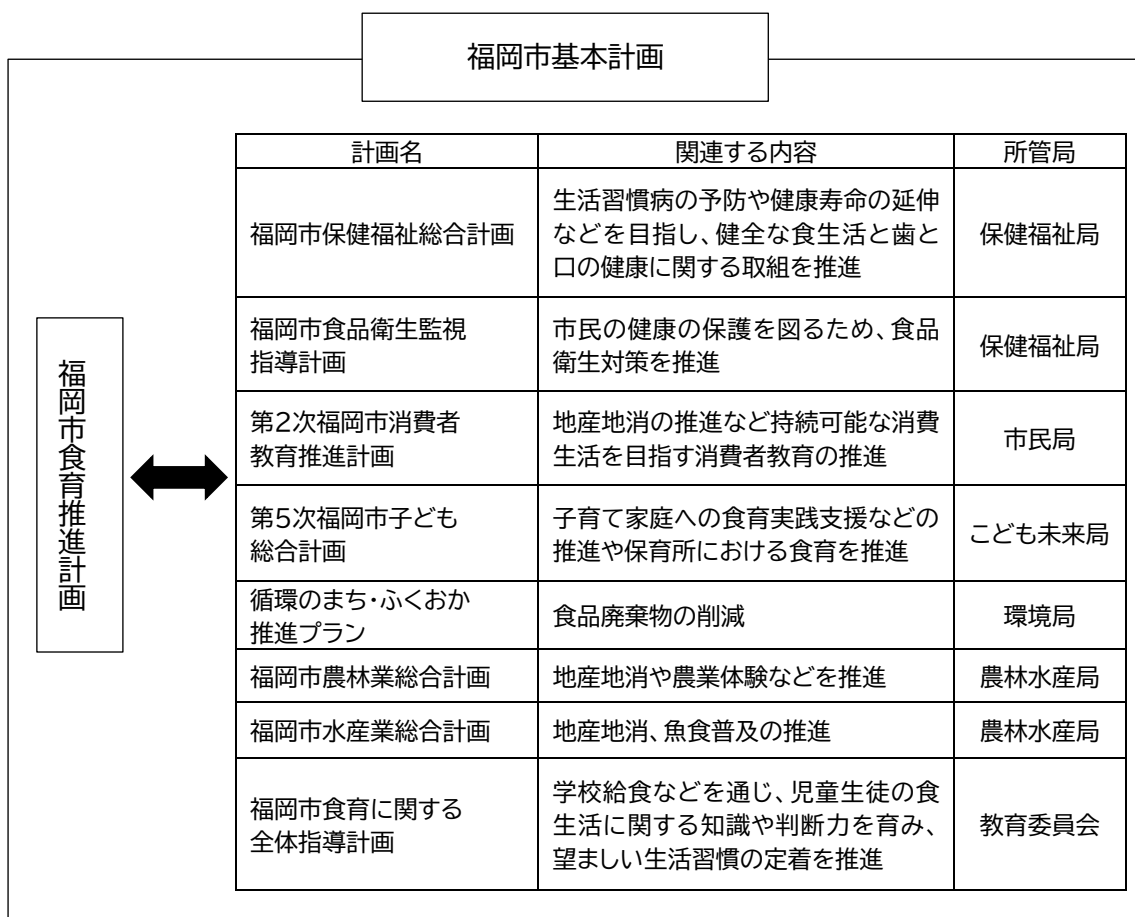 福岡市基本計画
福岡市食育推進計画
計画名 関連する内容 所管局
福岡市保健福祉総合計画
生活習慣病の予防や健康寿命の延伸
などを目指し、健全な食生活と歯と
口の健康に関する取組を推進
保健福祉局
福岡市食品衛生監視
指導計画
市民の健康の保護を図るため、食品
衛生対策を推進
保健福祉局
第2次福岡市消費者
教育推進計画
地産地消の推進など持続可能な消費
生活を目指す消費者教育の推進
市民局
第5次福岡市子ども
総合計画
子育て家庭への食育実践支援などの
推進や保育所における食育を推進
こども未来局
循環のまち・ふくおか
推進プラン
食品廃棄物の削減
環境局
福岡市農林業総合計画
地産地消や農業体験などを推進
農林水産局
福岡市水産業総合計画
地産地消、魚食普及の推進
農林水産局
福岡市食育に関する
全体指導計画
学校給食などを通じ、児童生徒の食
生活に関する知識や判断力を育み、
望ましい生活習慣の定着を推進
教育委員会